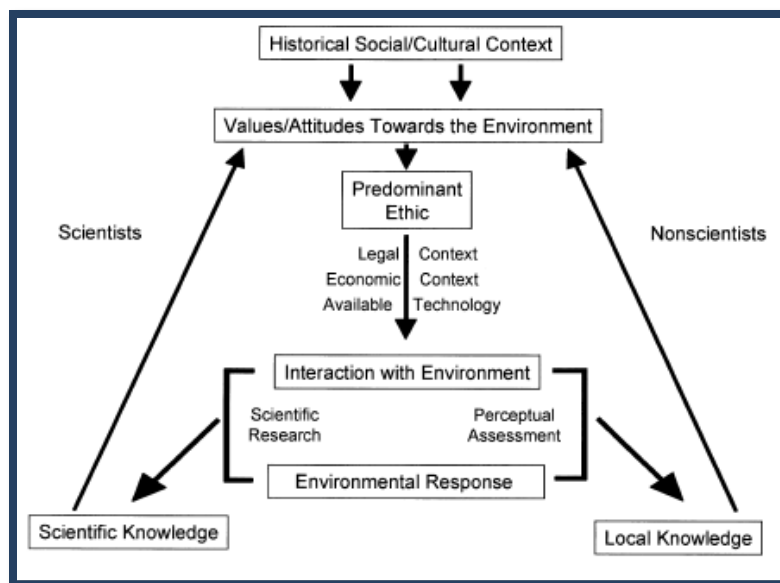 Historical Social/Cultural Context
Values/Attitudes Towards the Environment
Predominant
Ethic
Scientists
Nonscientists
Legal Context
Economic Context
Available Technology
Interaction with Environment
Scientific
Research
Perceptual
Assessment
Environmental Response
Scientific Knowledge
Local Knowledge